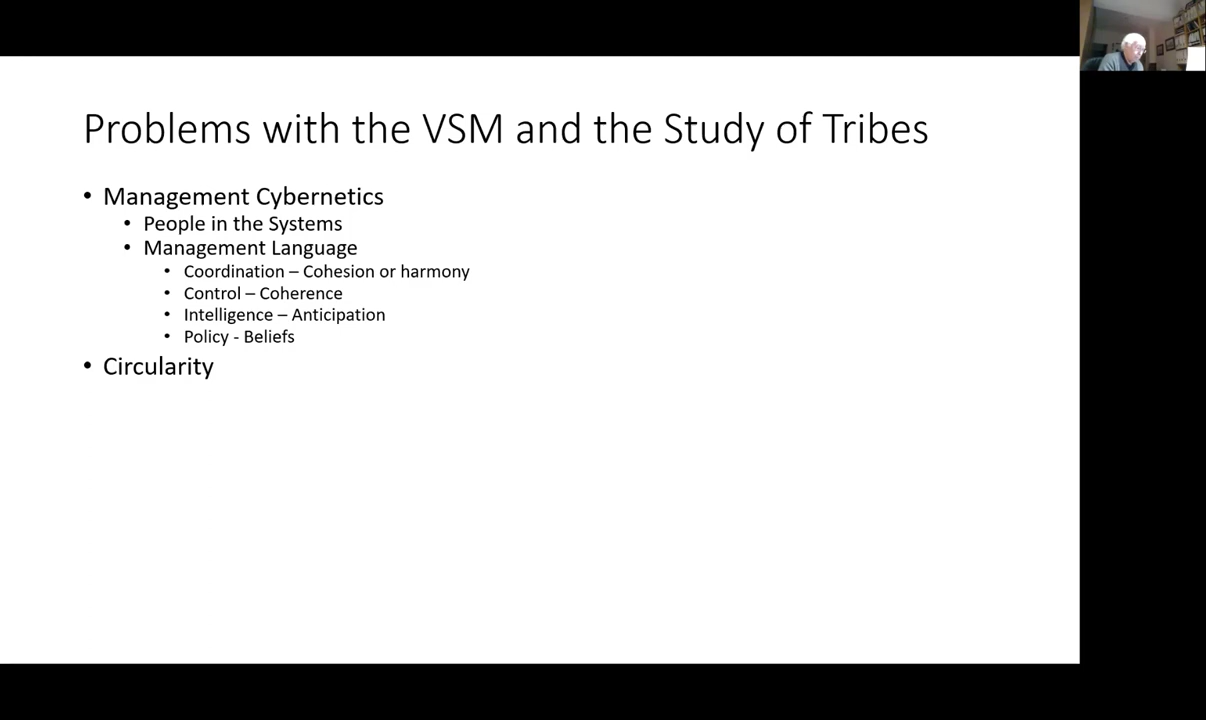 Problems with the VSM and the Study of Tribes
• Management Cybernetics
• People in the Systems
• Management Language
• Coordination – Cohesion or harmony
• Control – Coherence
• Intelligence – Anticipation
• Policy - Beliefs
• Circularity